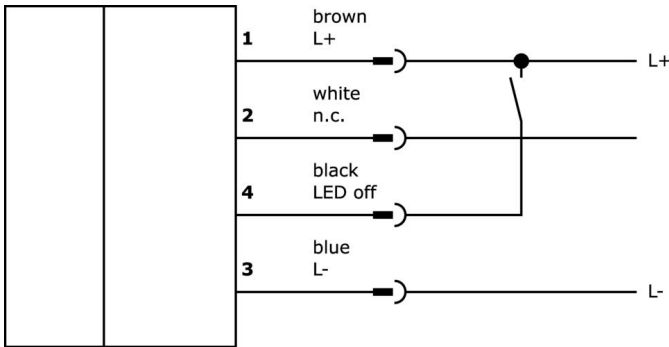 brown
1 L+
L+
white
2 n.c.
black
4 LED off
blue
3 L-
L-